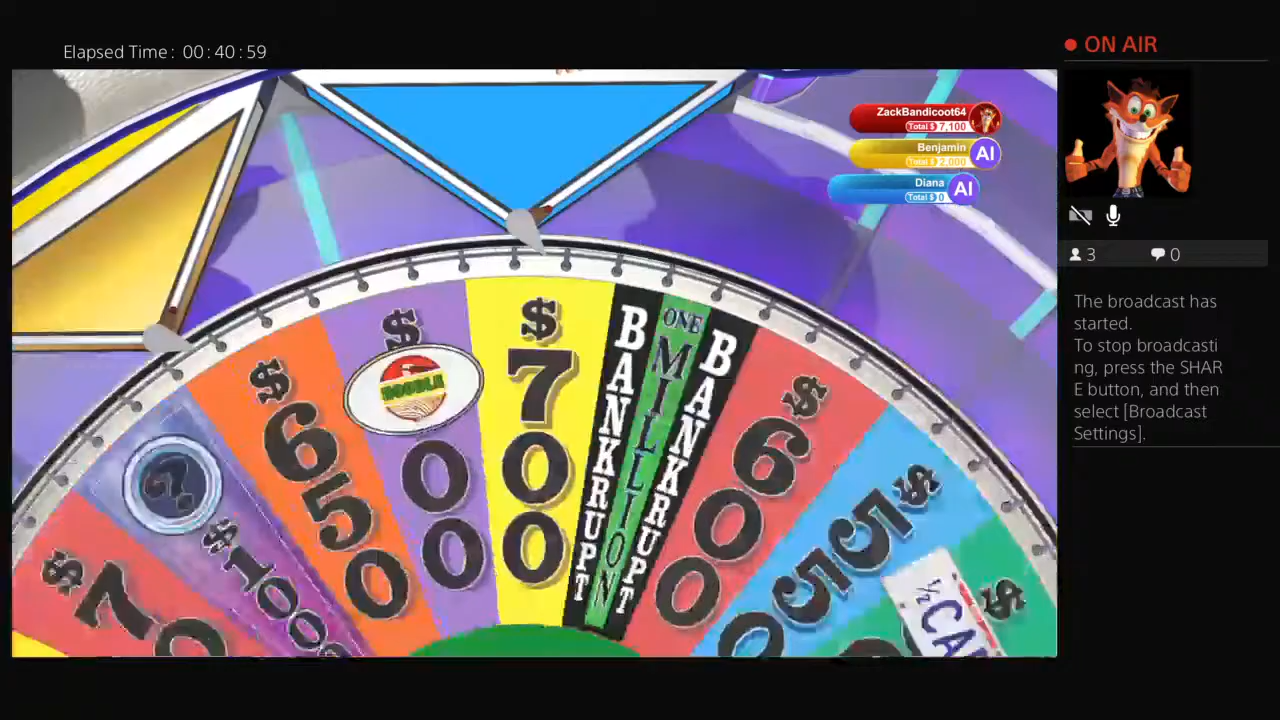 Elapsed Time: 00:40:59
ON AIR
ZackBandicoot64
Total $ 7,100
Benjamin
AI
Total $ 2,000
Diana
AI
Total $ 0
3
0
The broadcast has
started.
To stop broadcasti
ng, press the SHAR
E button, and then
select [Broadcast
Settings].
$70
?
$1000
$650
$
00
$700
BANKRUPT
ONE MILLION
BANKRUPT
$600
$550
½ CAR
$